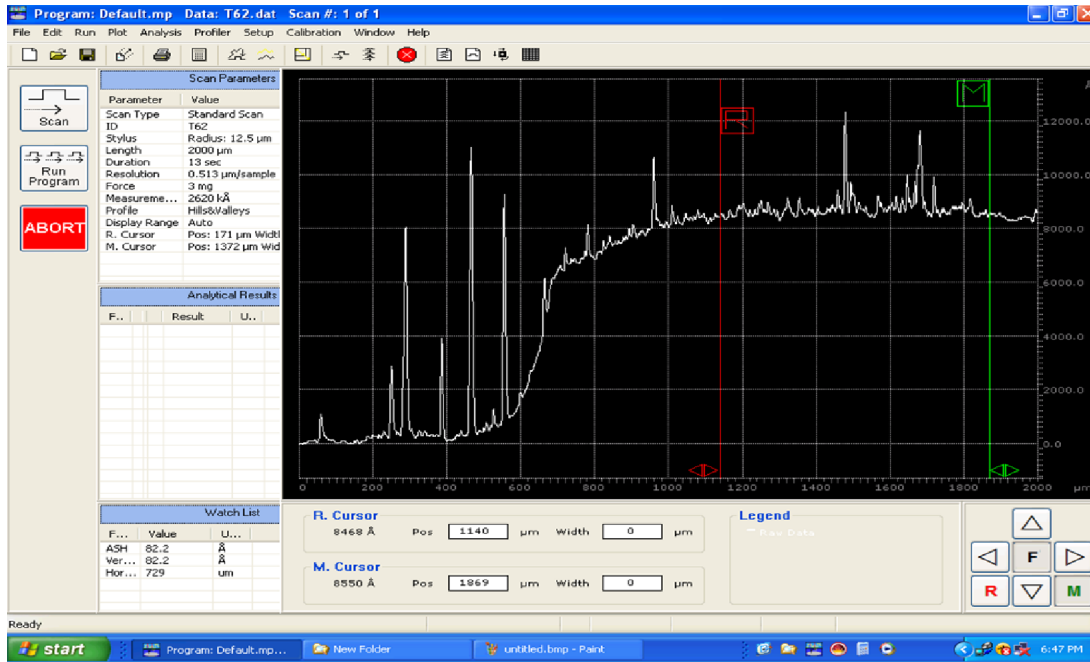 Program: Default.mp Data: T62.dat Scan #: 1 of 1
File Edit Run Plot Analysis Profiler Setup Calibration Window Help
Scan
Run Program
ABORT
Scan Parameters
Parameter Value
Scan Type Standard Scan
ID T62
Stylus Radius: 12.5 µm
Length 2000 µm
Duration 13 sec
Resolution 0.513 µm/sample
Force 3 mg
Measureme... 2620 kÅ
Profile Hills&Valleys
Display Range Auto
R. Cursor Pos: 171 µm Widtl
M. Cursor Pos: 1372 µm Wid
Analytical Results
F.. Result U..
Watch List
F... Value U...
ASH 82.2 Å
Ver... 82.2 Å
Hor... 729 um
R
M
12000.0
10000.0
8000.0
6000.0
4000.0
2000.0
0.0
0 200 400 600 800 1000 1200 1400 1600 1800 2000 µm
R. Cursor
8468 Å Pos 1140 µm Width 0 µm
M. Cursor
8550 Å Pos 1869 µm Width 0 µm
Legend
Raw Data
F
R
M
Ready
start Program: Default.mp... New Folder untitled.bmp - Paint 6:47 PM